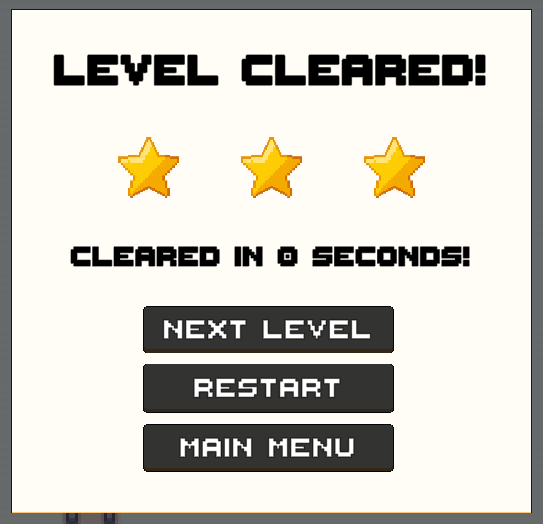 LEVEL CLEARED!
CLEARED IN 0 SECONDS!
NEXT LEVEL
RESTART
MAIN MENU